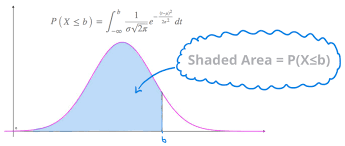 P(X ≤ b) = ∫_{-∞}^{b} 1/(σ√2π) e^{-(t-μ)²/2σ²} dt
Shaded Area = P(X≤b)
b